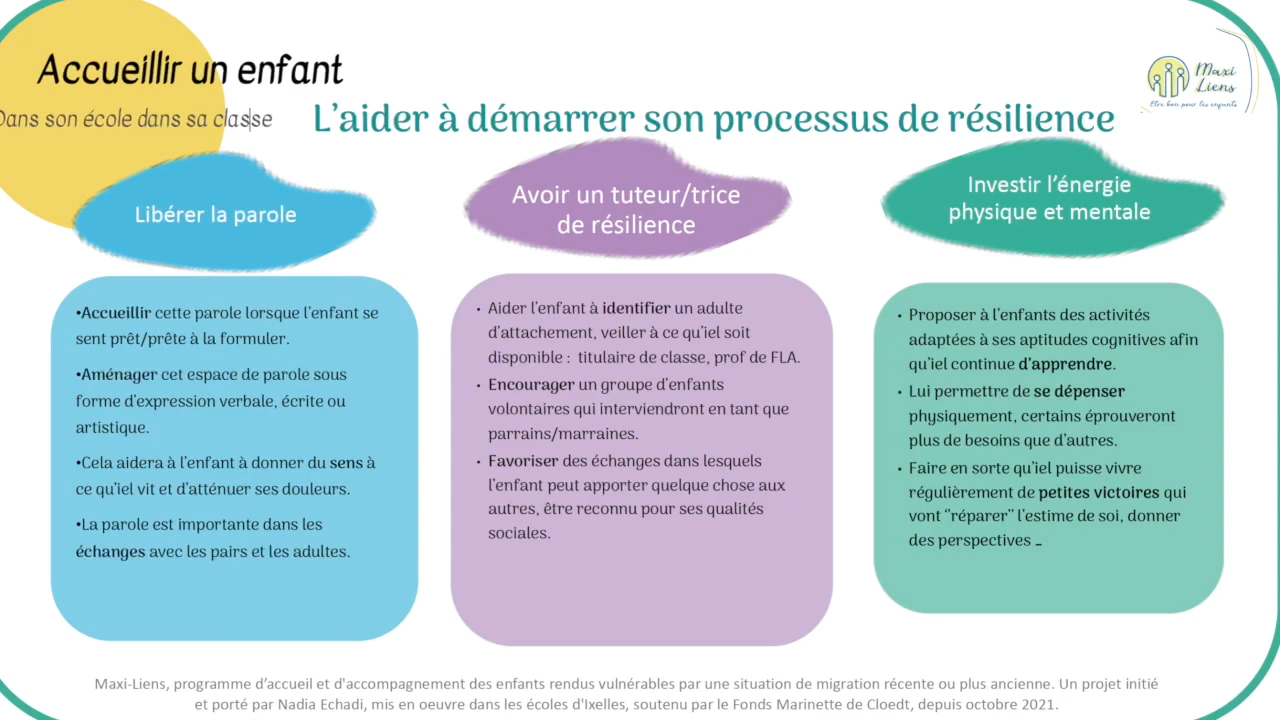 Accueillir un enfant
Dans son école dans sa classe
L'aider à démarrer son processus de résilience
Maxi
Liens
Etre bon pour les enfants
Libérer la parole
•Accueillir cette parole lorsque l'enfant se
sent prêt/prête à la formuler.
•Aménager cet espace de parole sous
forme d'expression verbale, écrite ou
artistique.
•Cela aidera à l'enfant à donner du sens à
ce qu'iel vit et d'atténuer ses douleurs.
•La parole est importante dans les
échanges avec les pairs et les adultes.
Avoir un tuteur/trice
de résilience
• Aider l'enfant à identifier un adulte
d'attachement, veiller à ce qu'iel soit
disponible : titulaire de classe, prof de FLA.
• Encourager un groupe d'enfants
volontaires qui interviendront en tant que
parrains/marraines.
• Favoriser des échanges dans lesquels
l'enfant peut apporter quelque chose aux
autres, être reconnu pour ses qualités
sociales.
Investir l'énergie
physique et mentale
• Proposer à l'enfants des activités
adaptées à ses aptitudes cognitives afin
qu'iel continue d'apprendre.
• Lui permettre de se dépenser
physiquement, certains éprouveront
plus de besoins que d'autres.
• Faire en sorte qu'iel puisse vivre
régulièrement de petites victoires qui
vont "réparer" l'estime de soi, donner
des perspectives …
Maxi-Liens, programme d'accueil et d'accompagnement des enfants rendus vulnérables par une situation de migration récente ou plus ancienne. Un projet initié
et porté par Nadia Echadi, mis en oeuvre dans les écoles d'Ixelles, soutenu par le Fonds Marinette de Cloedt, depuis octobre 2021.